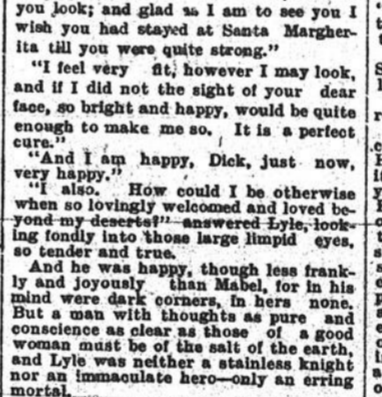 you look; and glad as I am to see you I
wish you had stayed at Santa Margher-
ita till you were quite strong."
"I feel very fit, however I may look,
and if I did not the sight of your dear
face, so bright and happy, would be quite
enough to make me so. It is a perfect
cure."
"And I am happy, Dick, just now,
very happy."
"I also. How could I be otherwise
when so lovingly welcomed and loved be-
yond my deserts?" answered Lyle, look-
ing fondly into those large limpid eyes,
so tender and true.
And he was happy, though less frank-
ly and joyously than Mabel, for in his
mind were dark corners, in hers none.
But a man with thoughts as pure and
conscience as clear as those of a good
woman must be of the salt of the earth,
and Lyle was neither a stainless knight
nor an immaculate hero—only an erring
mortal.